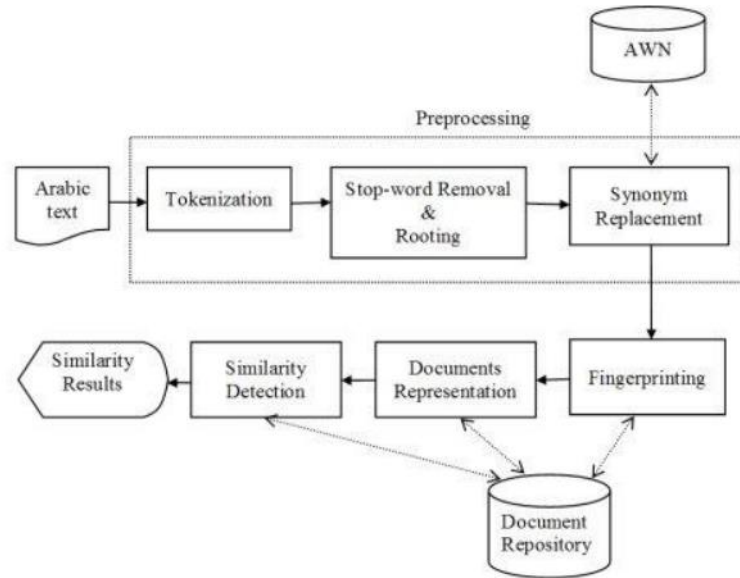 AWN
Preprocessing
Arabic
text
Tokenization
Stop-word Removal
&
Rooting
Synonym
Replacement
Similarity
Results
Similarity
Detection
Documents
Representation
Fingerprinting
Document
Repository